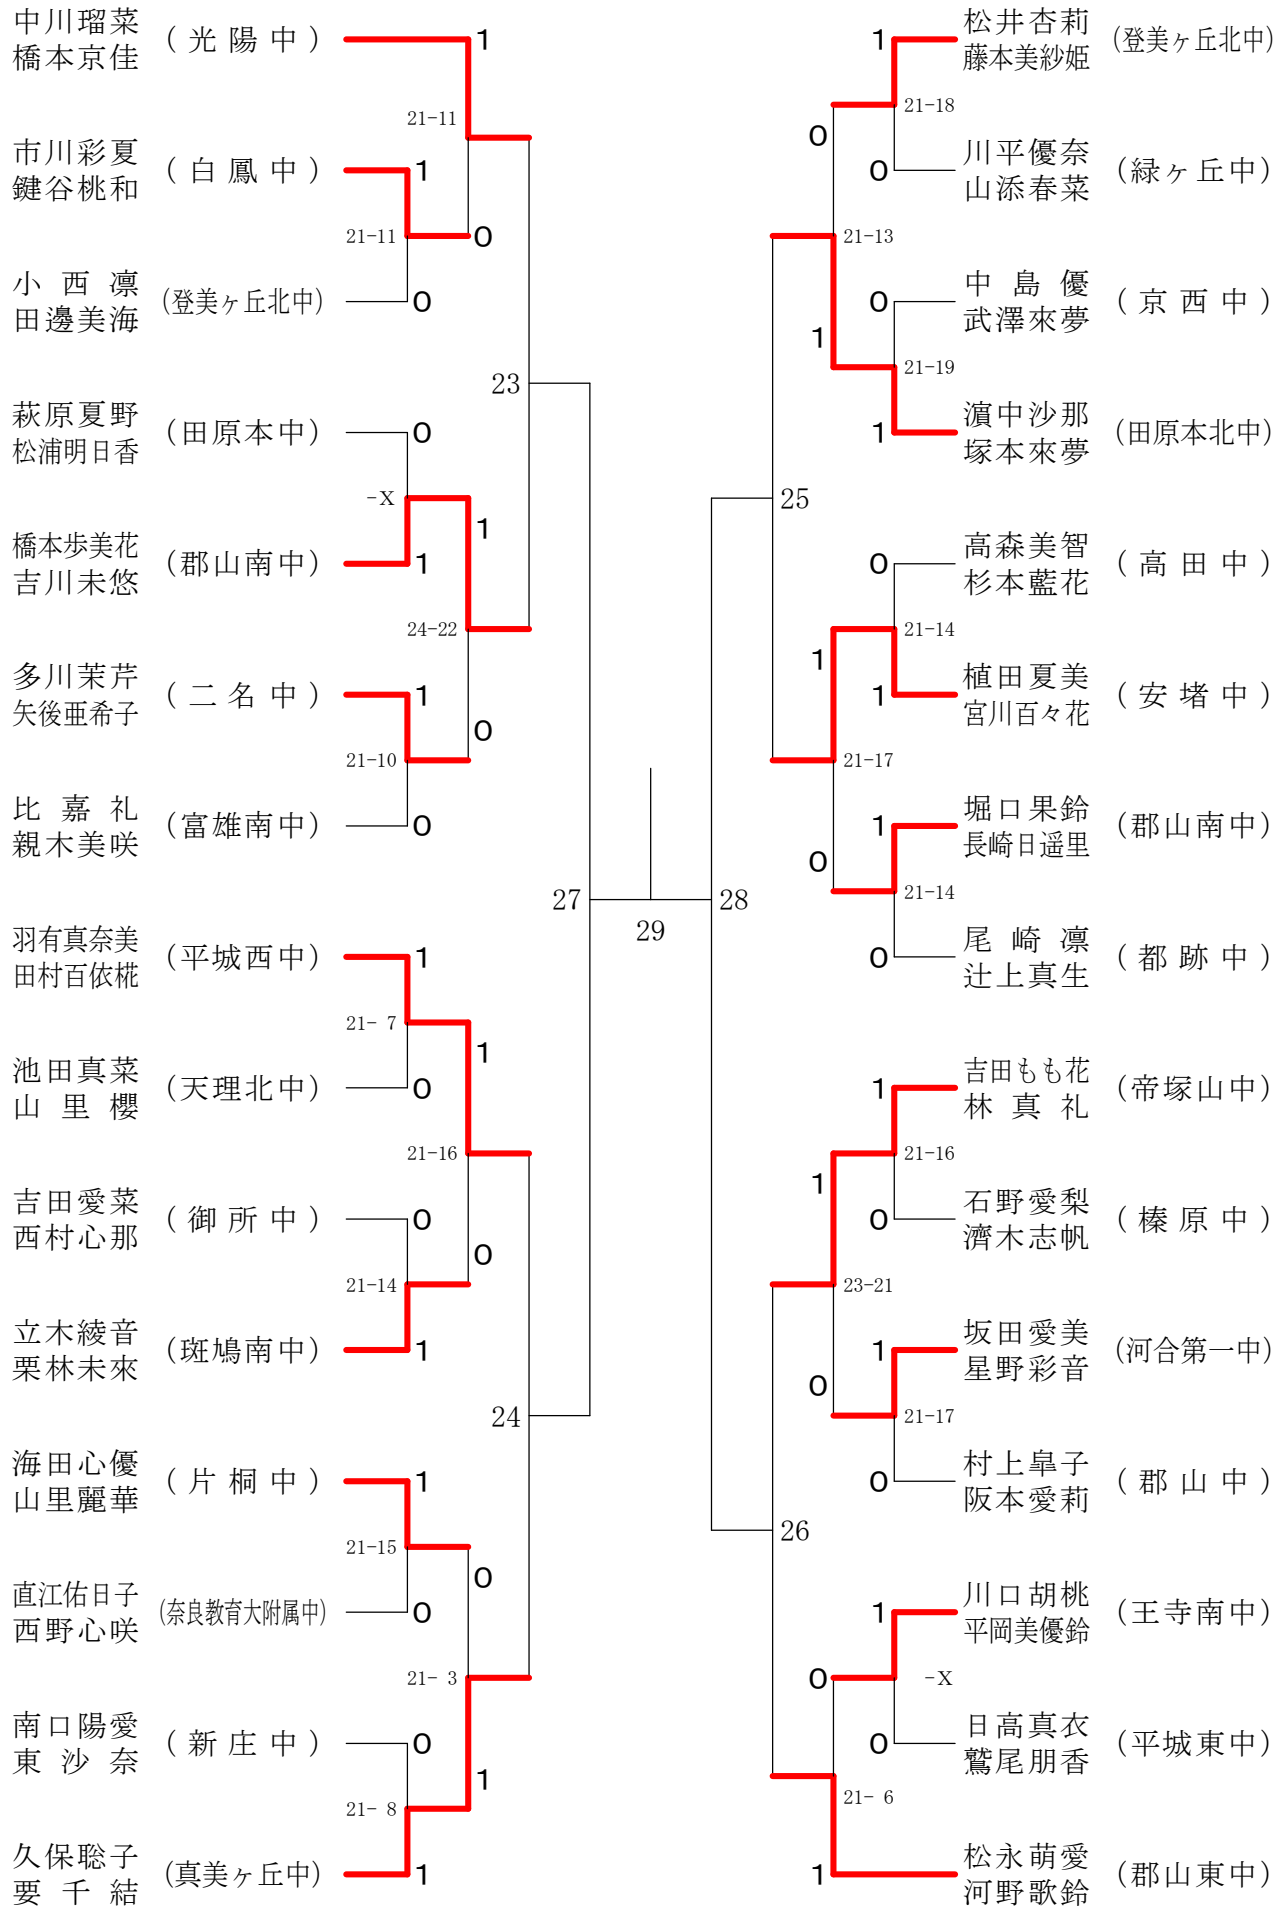 中川瑠菜
橋本京佳
(光陽中)
1
21-11
市川彩夏
鍵谷桃和
(白鳳中)
1
21-11
0
小西凛
田邊美海
(登美ヶ丘北中)
0
23
萩原夏野
松浦明日香
(田原本中)
0
-X
1
橋本歩美花
吉川未悠
(郡山南中)
1
24-22
多川茉芹
矢後亜希子
(二名中)
1
0
21-10
比嘉礼
親木美咲
(富雄南中)
0
27
羽有真奈美
田村百依椛
(平城西中)
1
21- 7
1
池田真菜
山里櫻
(天理北中)
0
21-16
吉田愛菜
西村心那
(御所中)
0
0
21-14
立木綾音
栗林未來
(斑鳩南中)
1
24
海田心優
山里麗華
(片桐中)
1
21-15
0
直江佑日子
西野心咲
(奈良教育大附属中)
0
21- 3
南口陽愛
東沙奈
(新庄中)
0
1
21- 8
久保聡子
要千結
(真美ヶ丘中)
1
29
28
1
松井杏莉
藤本美紗姫
(登美ヶ丘北中)
21-18
0
0
川平優奈
山添春菜
(緑ヶ丘中)
21-13
0
中島優
武澤來夢
(京西中)
1
21-19
1
濵中沙那
塚本來夢
(田原本北中)
25
0
高森美智
杉本藍花
(高田中)
21-14
1
1
植田夏美
宮川百々花
(安堵中)
21-17
1
堀口果鈴
長崎日遥里
(郡山南中)
0
21-14
0
尾崎凛
辻上真生
(都跡中)
1
吉田もも花
林真礼
(帝塚山中)
21-16
1
0
石野愛梨
濟木志帆
(榛原中)
23-21
1
坂田愛美
星野彩音
(河合第一中)
0
21-17
0
村上皐子
阪本愛莉
(郡山中)
26
1
川口胡桃
平岡美優鈴
(王寺南中)
0
-X
0
日高真衣
鷲尾朋香
(平城東中)
21- 6
1
松永萌愛
河野歌鈴
(郡山東中)